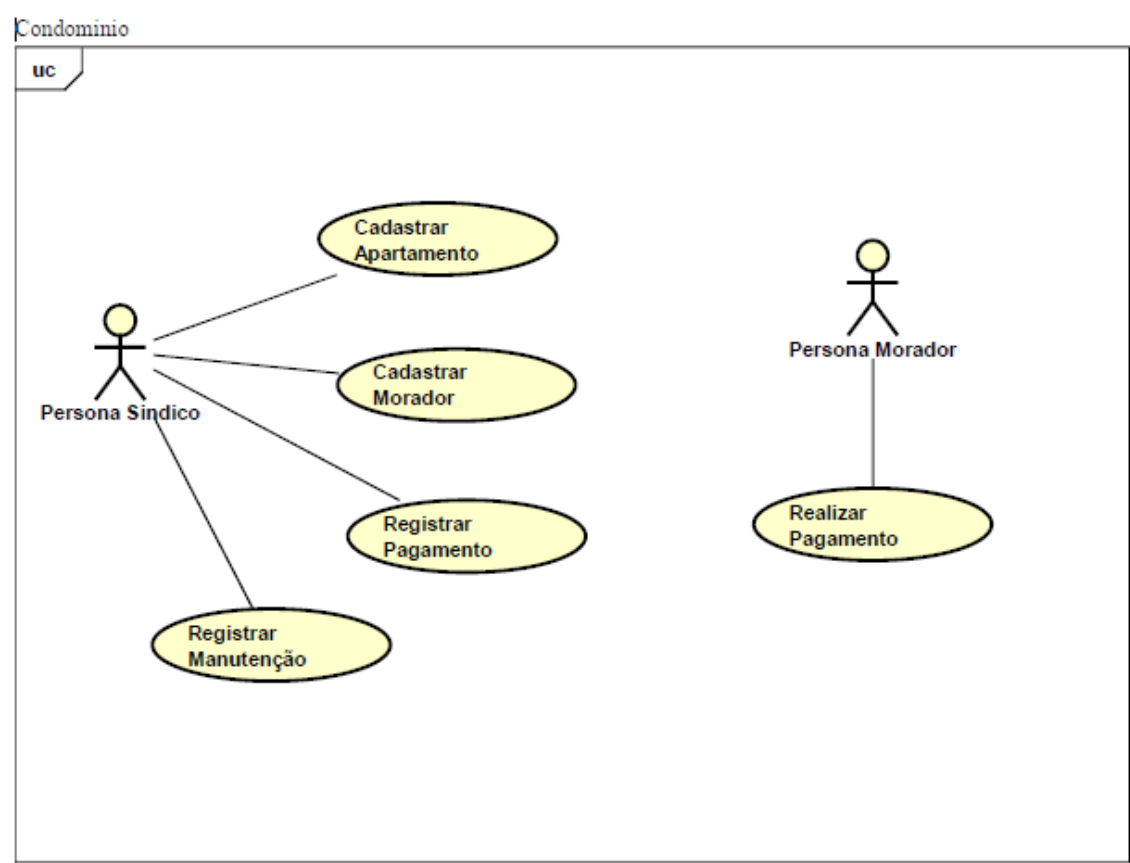 Condominio
uc
Cadastrar
Apartamento
Persona Sindico
Cadastrar
Morador
Registrar
Pagamento
Registrar
Manutenção
Persona Morador
Realizar
Pagamento